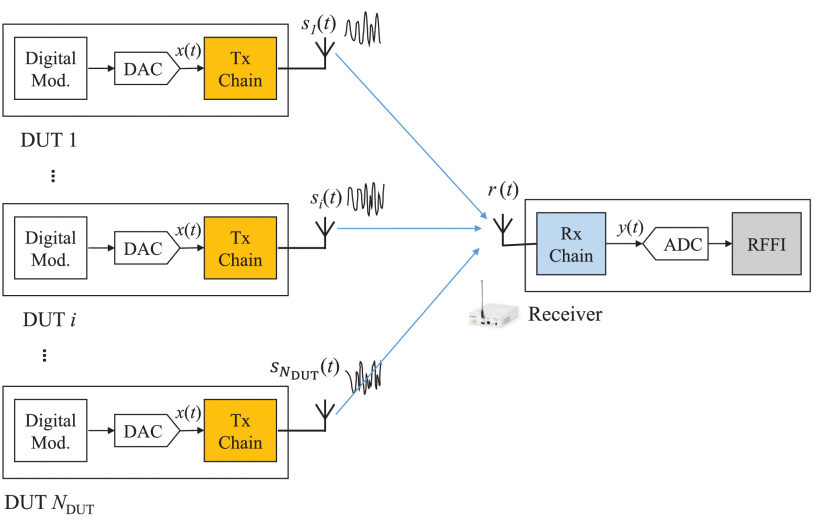 s1(t)
Digital
Mod.
DAC
x(t)
Tx
Chain
DUT 1
...
si(t)
Digital
Mod.
DAC
x(t)
Tx
Chain
DUT i
...
r(t)
Rx
Chain
y(t)
ADC
RFFI
Receiver
sNDUT(t)
Digital
Mod.
DAC
x(t)
Tx
Chain
DUT NDUT